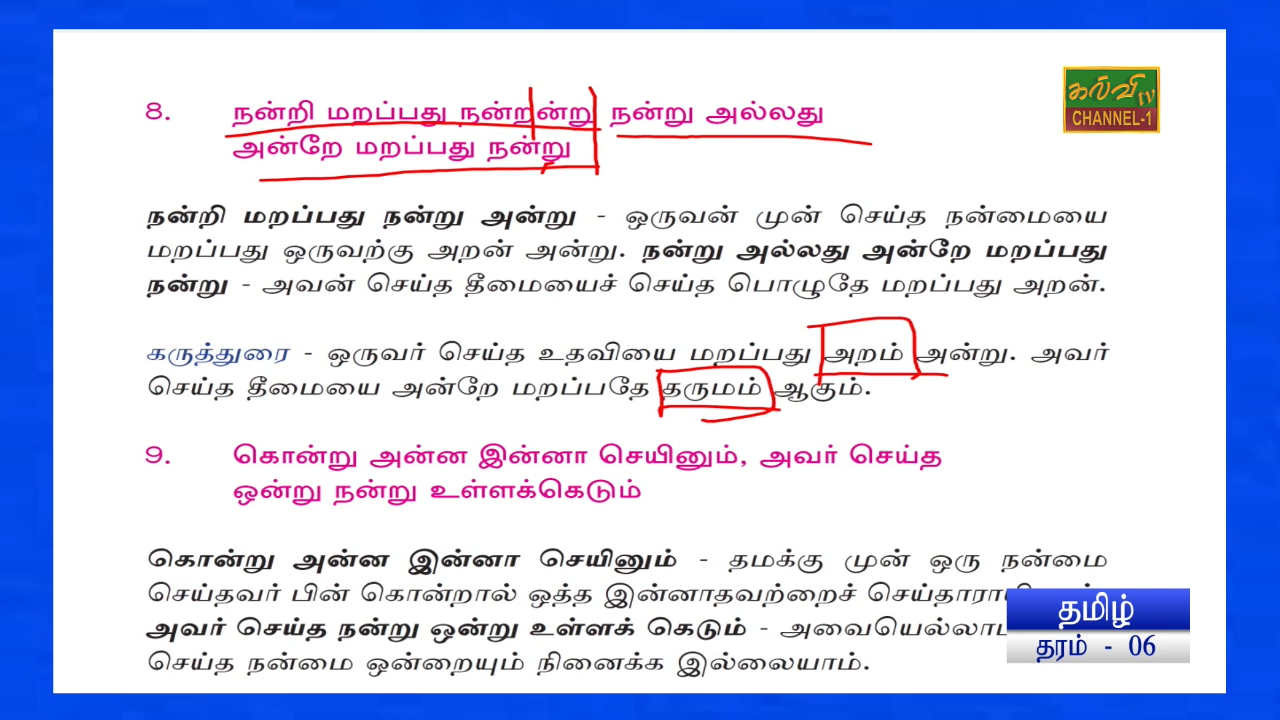 கல்வி tv
CHANNEL-1
8. நன்றி மறப்பது நன்றன்று நன்று அல்லது
அன்றே மறப்பது நன்று
நன்றி மறப்பது நன்று அன்று - ஒருவன் முன் செய்த நன்மையை
மறப்பது ஒருவற்கு அறன் அன்று. நன்று அல்லது அன்றே மறப்பது
நன்று - அவன் செய்த தீமையைச் செய்த பொழுதே மறப்பது அறன்.
கருத்துரை - ஒருவர் செய்த உதவியை மறப்பது அறம் அன்று. அவர்
செய்த தீமையை அன்றே மறப்பதே தருமம் ஆகும்.
9. கொன்று அன்ன இன்னா செயினும், அவர் செய்த
ஒன்று நன்று உள்ளக்கெடும்
கொன்று அன்ன இன்னா செயினும் - தமக்கு முன் ஒரு நன்மை
செய்தவர் பின் கொன்றால் ஒத்த இன்னாதவற்றைச்
அவர் செய்த நன்று ஒன்று உள்ளக் கெடும் -
செய்த நன்மை ஒன்றையும் நினைக்க இல்லையாம்.
தமிழ்
தரம் - 06